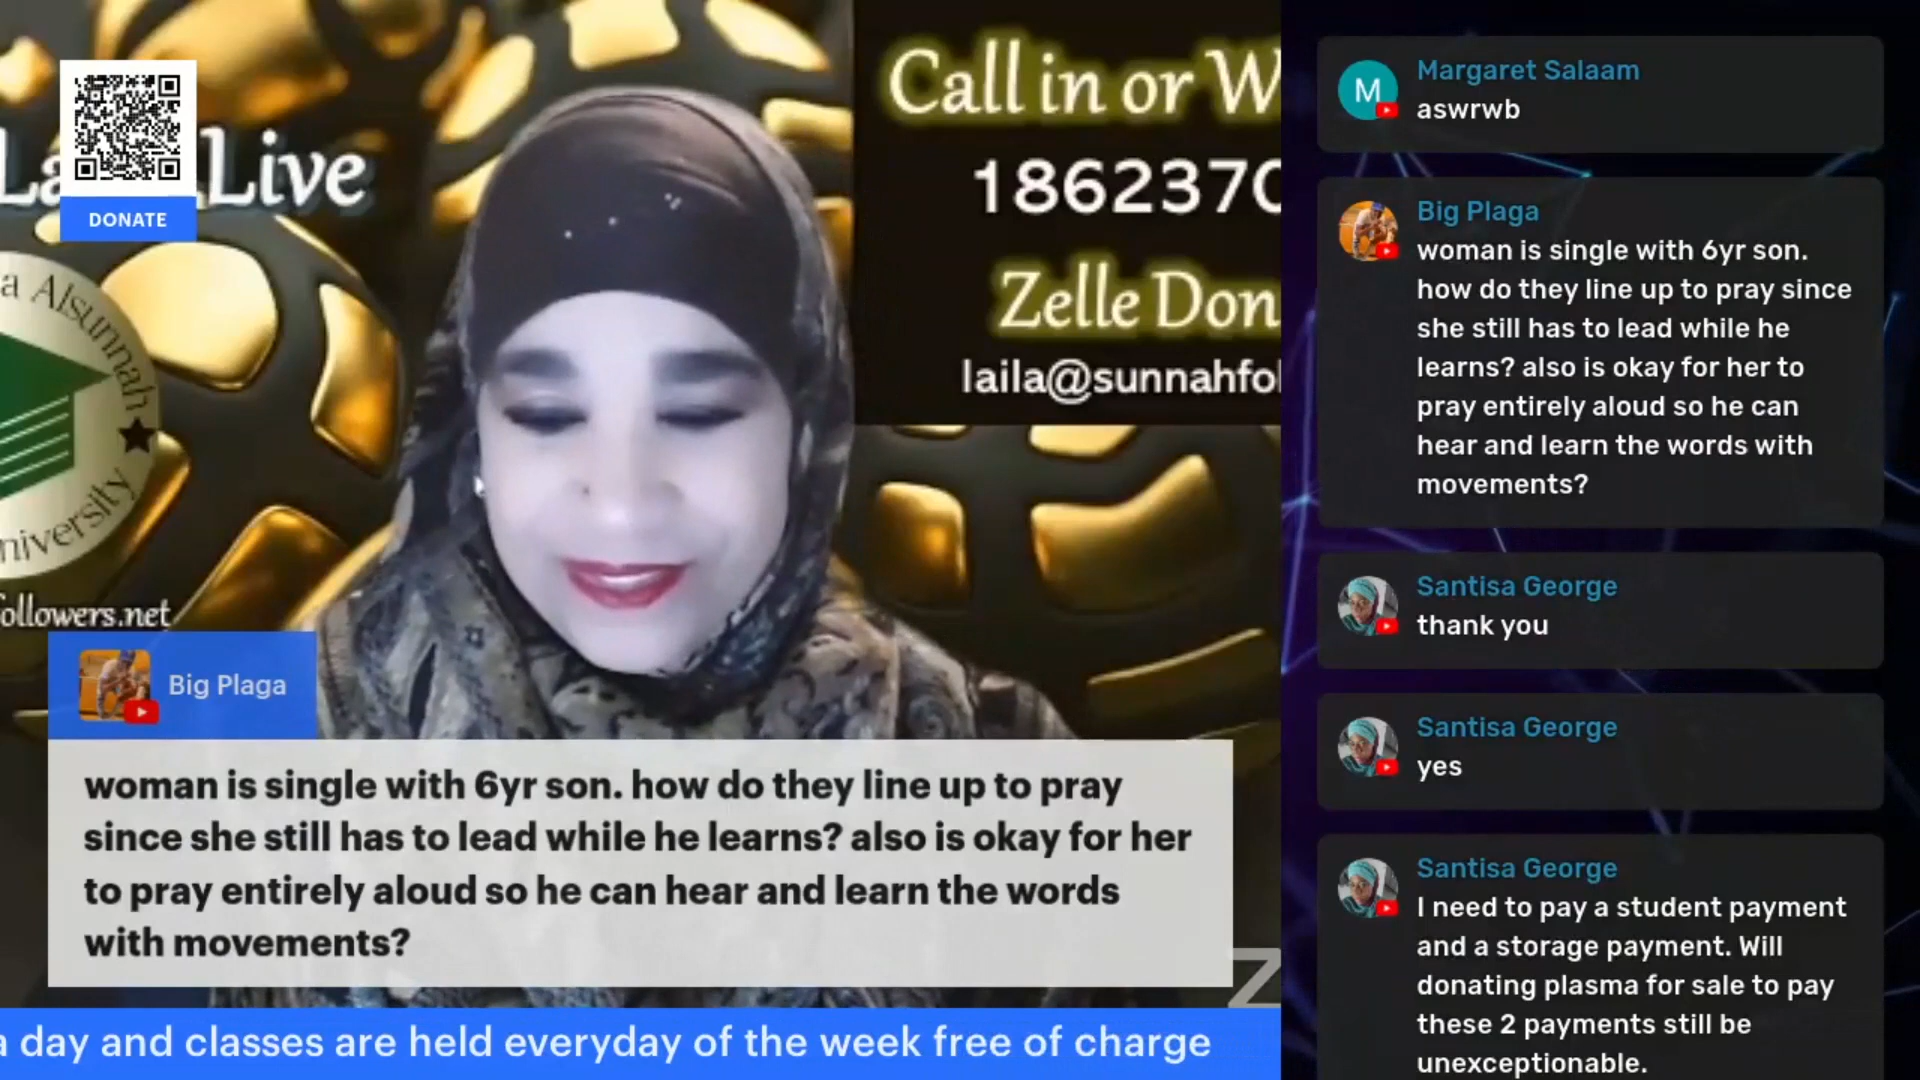 Live
DONATE
a Alsunnah
niversity
ollowers.net
Call in or W
1862370
Zelle Don
laila@sunnahfol
Big Plaga
woman is single with 6yr son. how do they line up to pray
since she still has to lead while he learns? also is okay for her
to pray entirely aloud so he can hear and learn the words
with movements?
a day and classes are held everyday of the week free of charge
M
Margaret Salaam
aswrwb
Big Plaga
woman is single with 6yr son.
how do they line up to pray since
she still has to lead while he
learns? also is okay for her to
pray entirely aloud so he can
hear and learn the words with
movements?
Santisa George
thank you
Santisa George
yes
Santisa George
I need to pay a student payment
and a storage payment. Will
donating plasma for sale to pay
these 2 payments still be
unexceptionable.